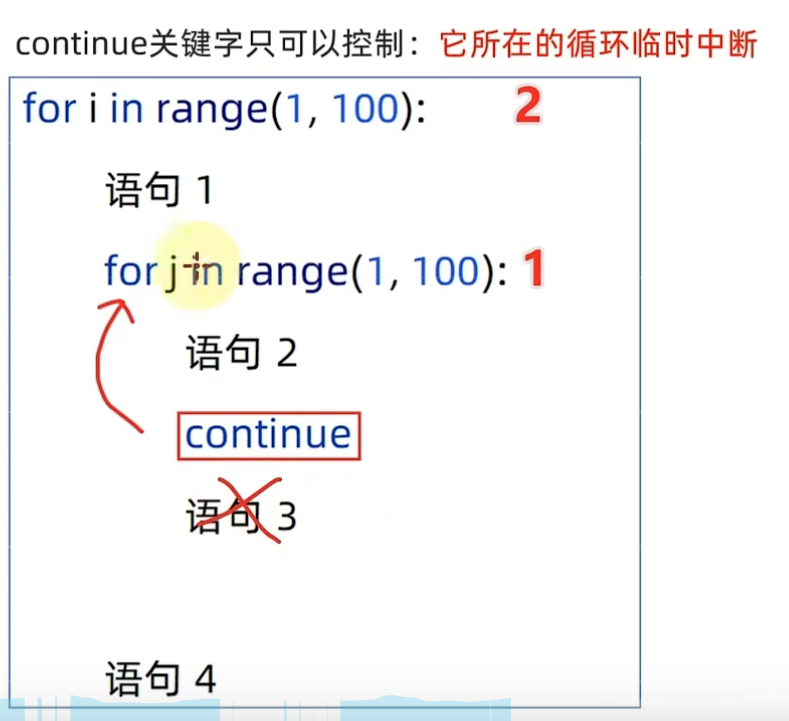 continue关键字只可以控制：它所在的循环临时中断
for i in range(1, 100): 2
语句 1
for j in range(1, 100): 1
语句 2
continue
语句 3
语句 4